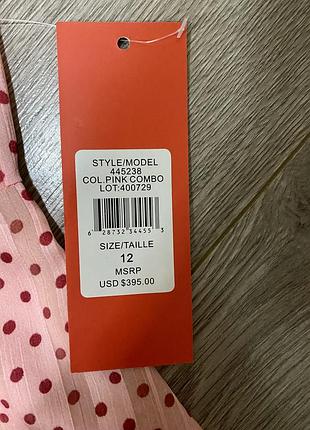 STYLE/MODEL
445238
COL.PINK COMBO
LOT:400729
6 28732 34455 3
SIZE/TAILLE
12
MSRP
USD $395.00